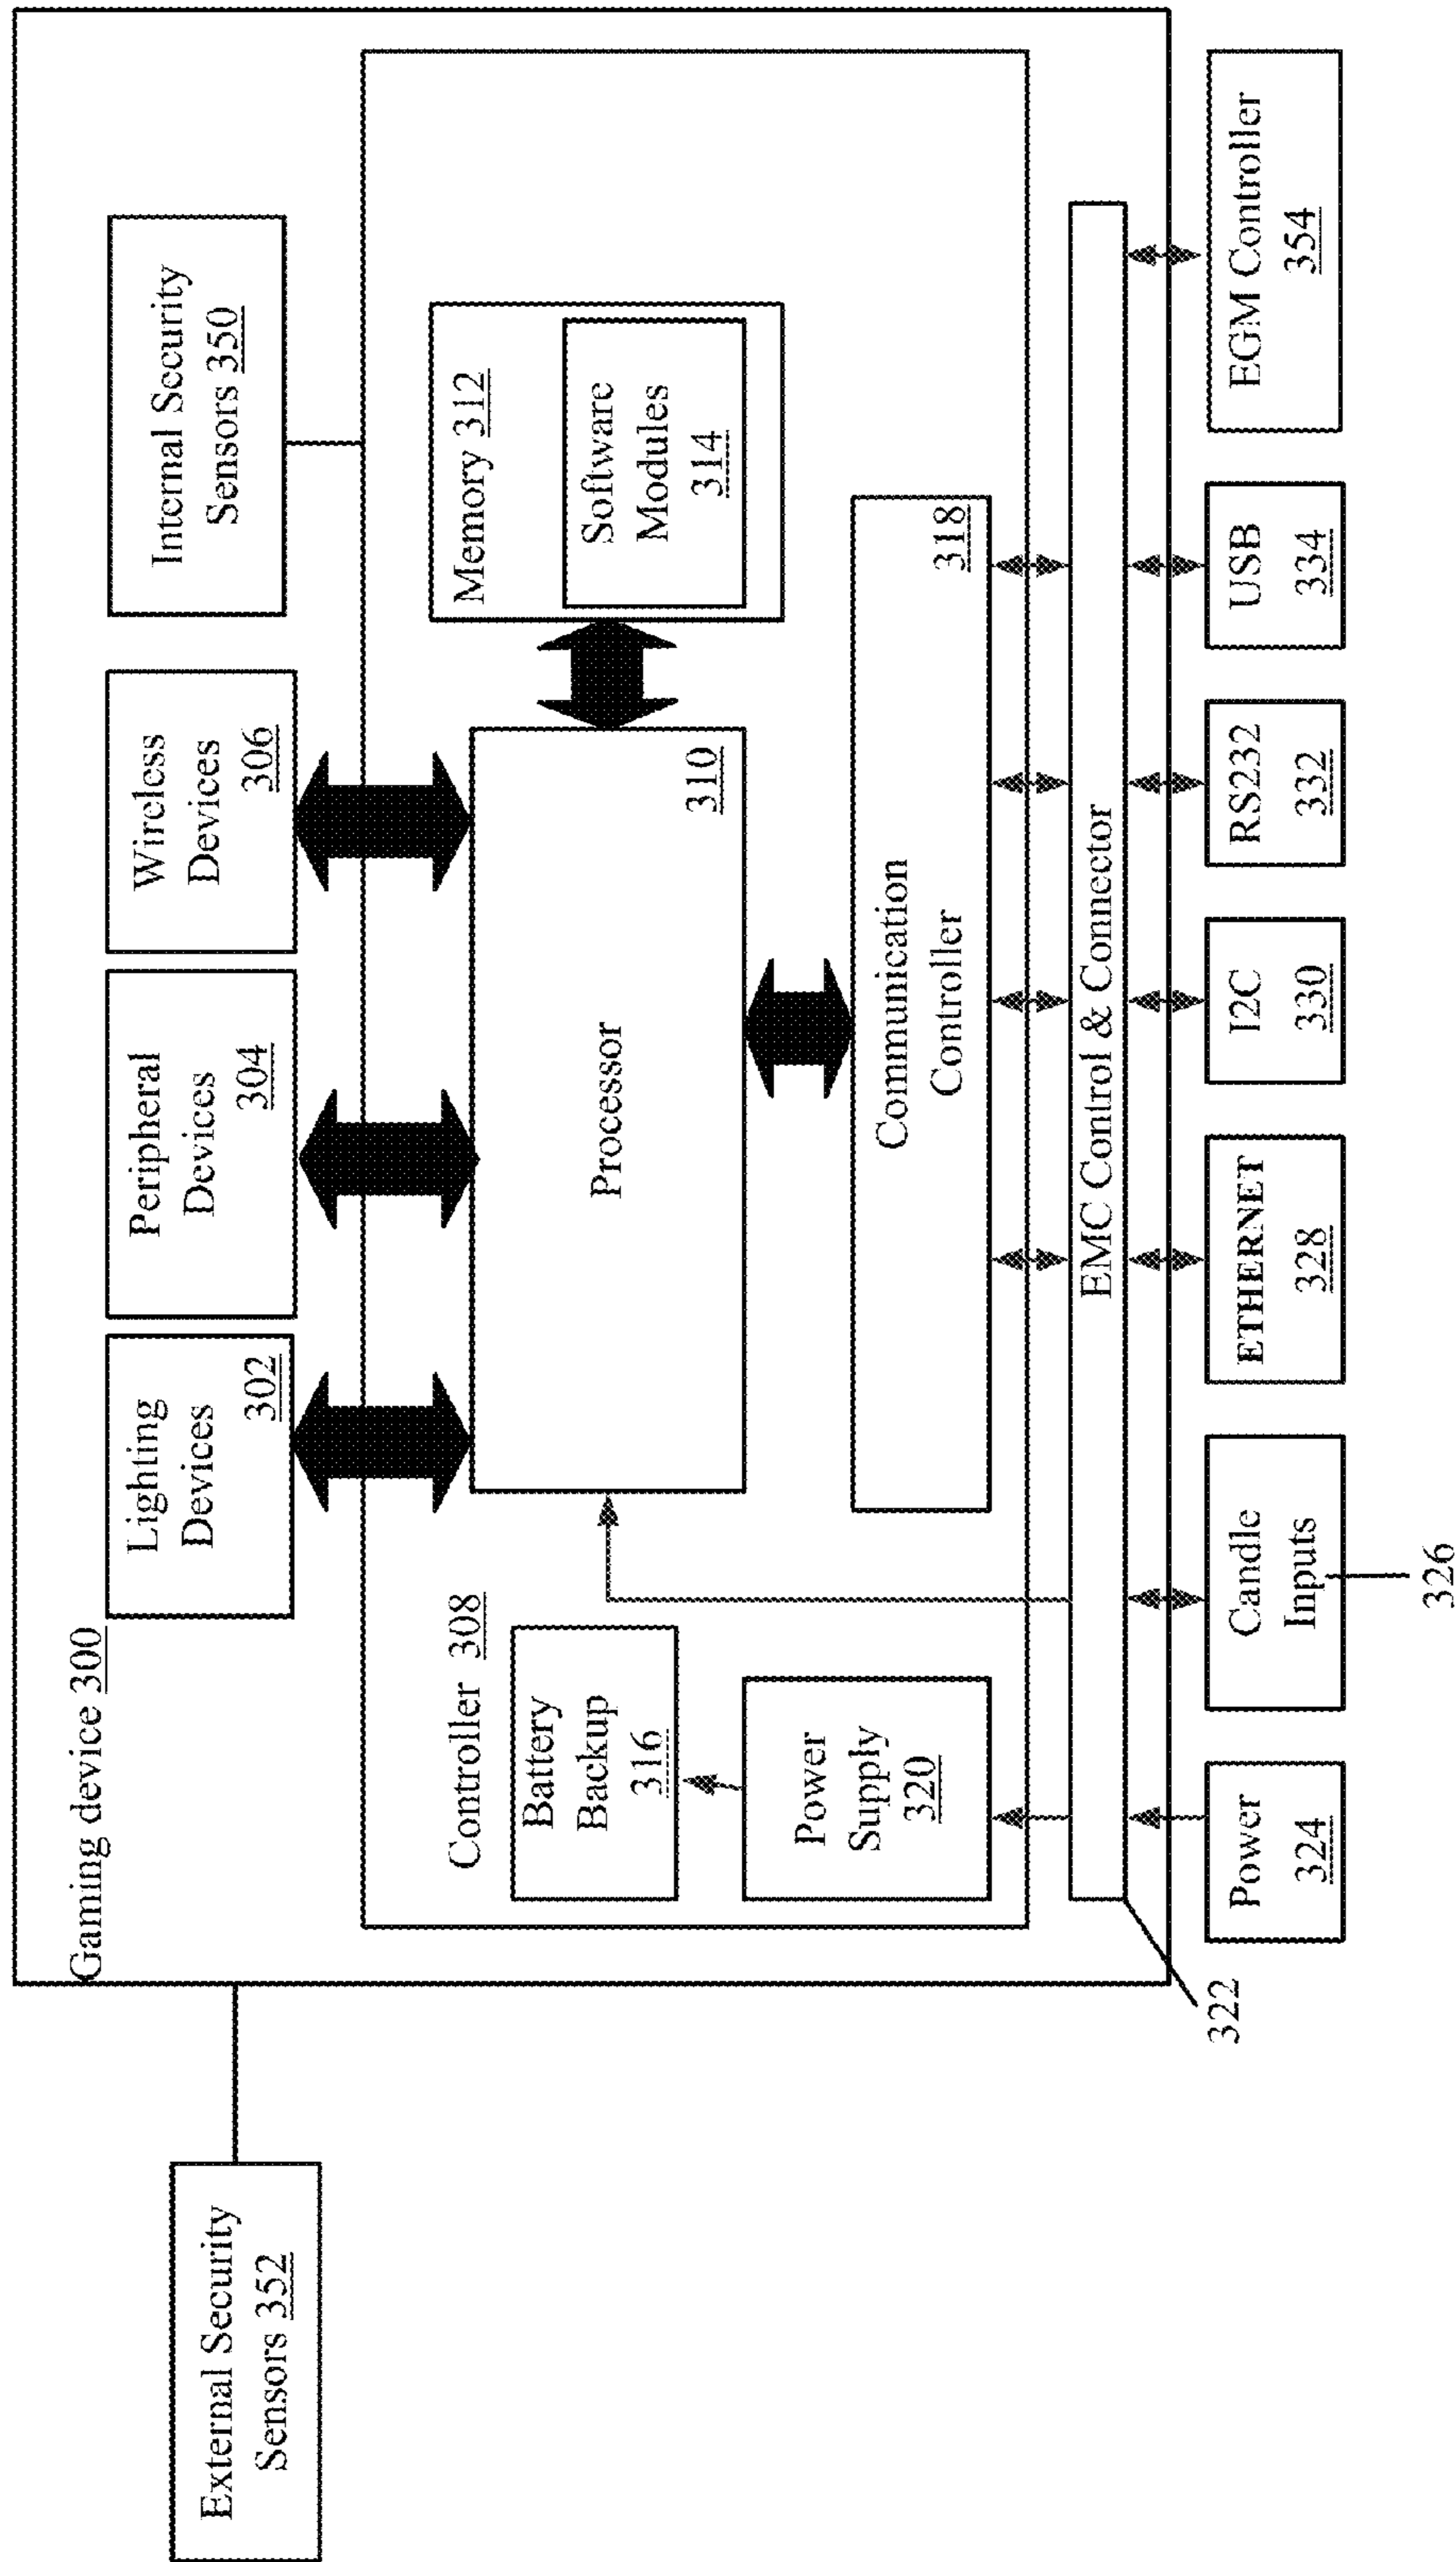 External Security
Sensors 352
Gaming device 300
Lighting
Devices
302
Peripheral
Devices
304
Wireless
Devices
306
Internal Security
Sensors 350
Controller 308
Battery
Backup
316
Power
Supply
320
Processor
310
Memory 312
Software
Modules
314
Communication
Controller
318
EMC Control & Connector
322
Power
324
Candle
Inputs
326
ETHERNET
328
I2C
330
RS232
332
USB
334
EGM Controller
354